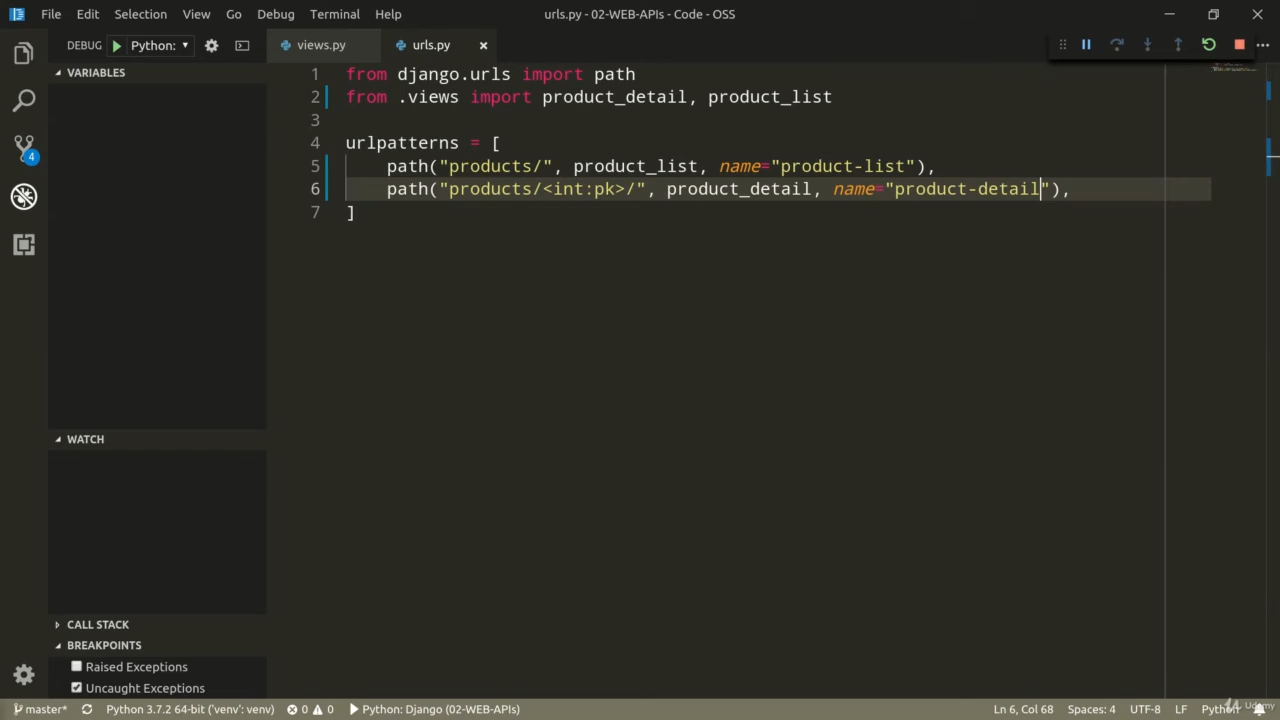 File Edit Selection View Go Debug Terminal Help
urls.py - 02-WEB-APIs - Code - OSS
DEBUG Python:
views.py
urls.py
VARIABLES
1 from django.urls import path
2 from .views import product_detail, product_list
3
4 urlpatterns = [
5 path("products/", product_list, name="product-list"),
6 path("products/<int:pk>/", product_detail, name="product-detail"),
7 ]
4
WATCH
CALL STACK
BREAKPOINTS
Raised Exceptions
Uncaught Exceptions
master* Python 3.7.2 64-bit ('venv': venv) 0 0 Python: Django (02-WEB-APIs) Ln 6, Col 68 Spaces: 4 UTF-8 LF Python
Udemy